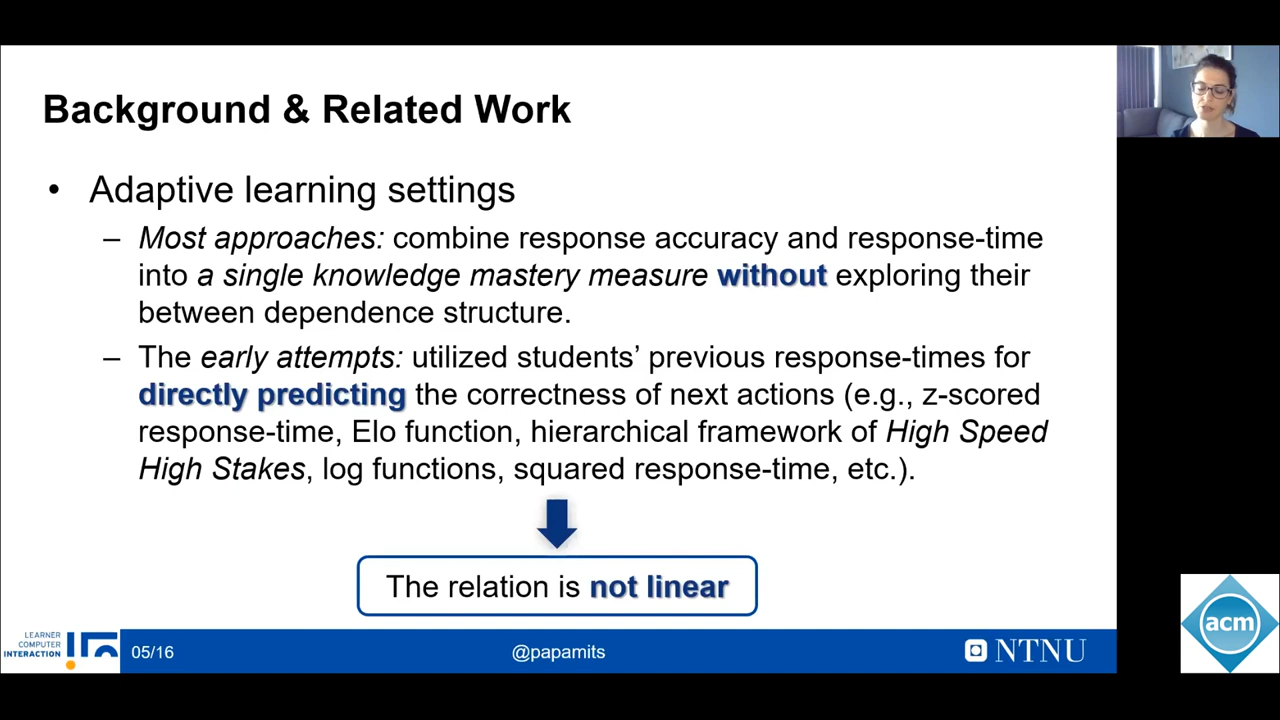 Background & Related Work
• Adaptive learning settings
– Most approaches: combine response accuracy and response-time
into a single knowledge mastery measure without exploring their
between dependence structure.
– The early attempts: utilized students’ previous response-times for
directly predicting the correctness of next actions (e.g., z-scored
response-time, Elo function, hierarchical framework of High Speed
High Stakes, log functions, squared response-time, etc.).
The relation is not linear
LEARNER
COMPUTER
INTERACTION
05/16
@papamits
NTNU
acm